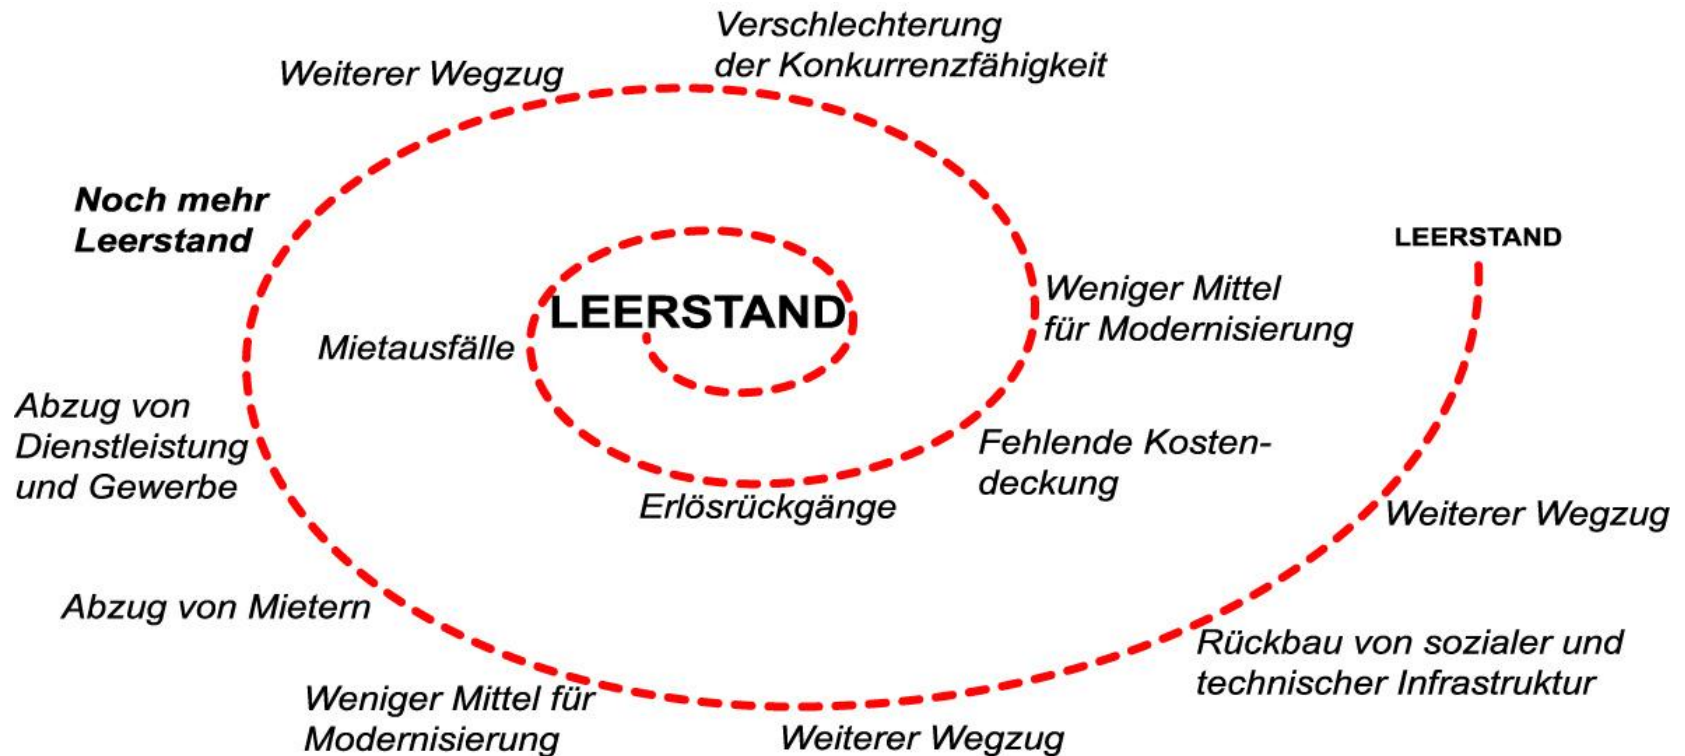 Verschlechterung
der Konkurrenzfähigkeit
Weiterer Wegzug
Noch mehr
Leerstand
LEERSTAND
Weniger Mittel
für Modernisierung
LEERSTAND
Mietausfälle
Abzug von
Dienstleistung
und Gewerbe
Fehlende Kosten-
deckung
Erlösrückgänge
Weiterer Wegzug
Abzug von Mietern
Rückbau von sozialer und
technischer Infrastruktur
Weniger Mittel für
Modernisierung
Weiterer Wegzug